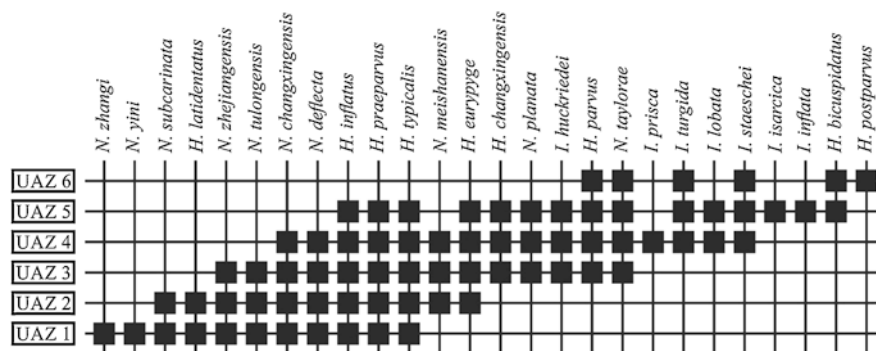 N. zhangi
N. yini
N. subcarinata
H. latidentatus
N. zhejiangensis
N. tulongensis
N. changxingensis
N. deflecta
H. inflatus
H. praeparvus
H. typicalis
N. meishanensis
H. eurypyge
H. changxingensis
N. planata
I. huckriedei
H. parvus
N. taylorae
I. prisca
I. turgida
I. lobata
I. staeschei
I. isarcica
I. inflata
H. bicuspidatus
H. postparvus
UAZ 6
UAZ 5
UAZ 4
UAZ 3
UAZ 2
UAZ 1